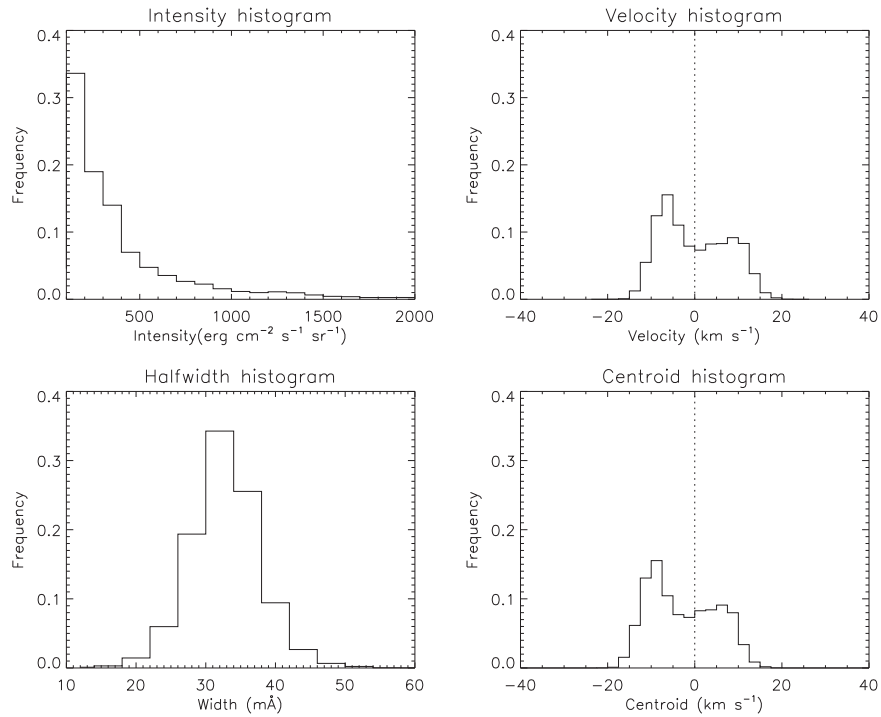 Intensity histogram
0.4
0.3
0.2
0.1
0.0
Frequency
500 1000 1500 2000
Intensity(erg cm⁻² s⁻¹ sr⁻¹)
Velocity histogram
0.4
0.3
0.2
0.1
0.0
Frequency
−40 −20 0 20 40
Velocity (km s⁻¹)
Halfwidth histogram
0.4
0.3
0.2
0.1
0.0
Frequency
10 20 30 40 50 60
Width (mÅ)
Centroid histogram
0.4
0.3
0.2
0.1
0.0
Frequency
−40 −20 0 20 40
Centroid (km s⁻¹)